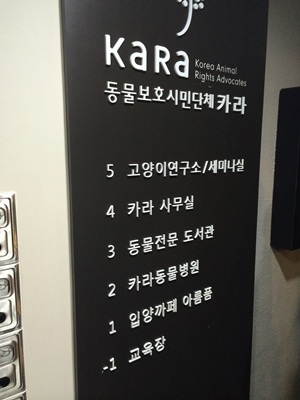 KaRa
Korea Animal
Rights Advocates
동물보호시민단체 카라
5 고양이연구소/세미나실
4 카라 사무실
3 동물전문 도서관
2 카라동물병원
1 입양까페 아름품
-1 교육장